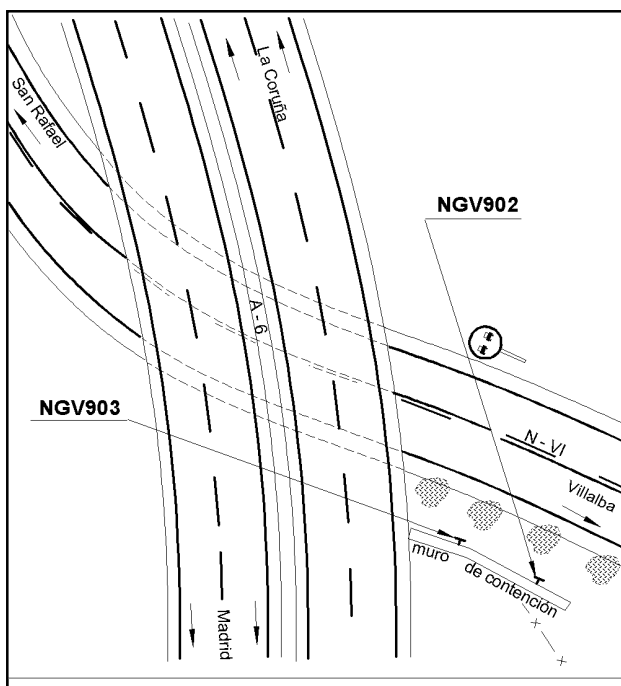 San Rafael
La Coruña
NGV902
A - 6
NGV903
N - VI
Villalba
muro de contención
Madrid